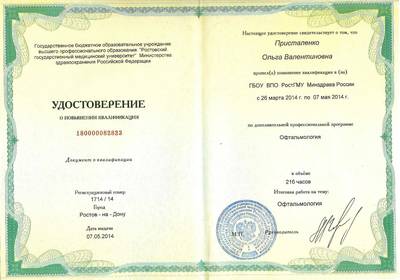 Государственное бюджетное образовательное учреждение
высшего профессионального образования "Ростовский
государственный медицинский университет" Министерства
здравоохранения Российской Федерации
УДОСТОВЕРЕНИЕ
О ПОВЫШЕНИИ КВАЛИФИКАЦИИ
180000082823
Документ о квалификации
Регистрационный номер
1714 / 14
Город
Ростов - на - Дону
Дата выдачи
07.05.2014
Настоящее удостоверение свидетельствует о том, что
Присталенко
Ольга Валентиновна
прошел(а) повышение квалификации в (на)
ГБОУ ВПО РостГМУ Минздрава России
с 26 марта 2014 г. по 07 мая 2014 г.
по дополнительной профессиональной программе
Офтальмология
в объёме
216 часов
Итоговая работа на тему:
Офтальмология
М.П.
Руководитель